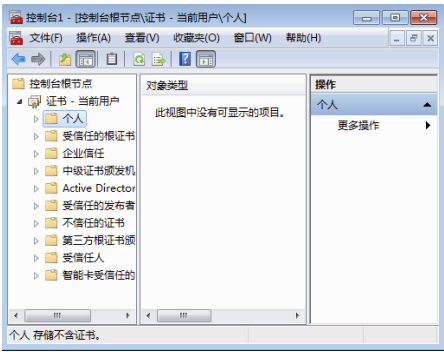 控制台1 - [控制台根节点\证书 - 当前用户\个人]
文件(F) 操作(A) 查看(V) 收藏夹(O) 窗口(W) 帮助(H)
控制台根节点
证书 - 当前用户
个人
受信任的根证书
企业信任
中级证书颁发机
Active Director
受信任的发布者
不信任的证书
第三方根证书颁
受信任人
智能卡受信任的
对象类型
此视图中没有可显示的项目。
操作
个人
更多操作
个人 存储不含证书。